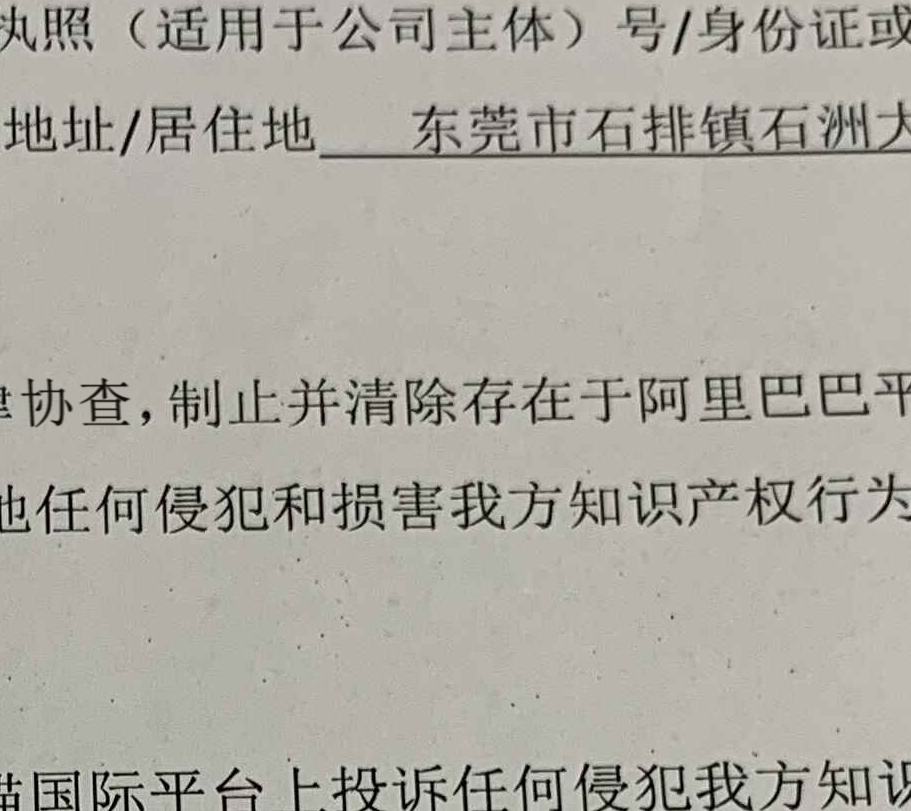 执照（适用于公司主体）号/身份证或
地址/居住地 东莞市石排镇石洲大
协查，制止并清除存在于阿里巴巴平
他任何侵犯和损害我方知识产权行为
猫国际平台上投诉任何侵犯我方知识